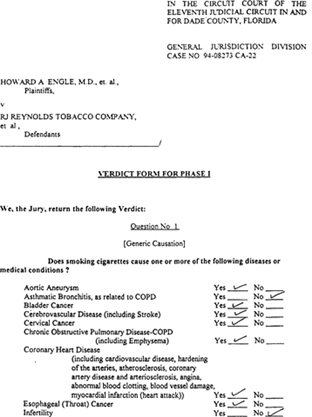 IN THE CIRCUIT COURT OF THE
ELEVENTH JUDICIAL CIRCUIT IN AND
FOR DADE COUNTY, FLORIDA
GENERAL JURISDICTION DIVISION
CASE NO 94-08273 CA-22
HOWARD A ENGLE, M.D., et. al.,
Plaintiffs,
v
RJ REYNOLDS TOBACCO COMPANY,
et al,
Defendants
/
VERDICT FORM FOR PHASE I
We, the Jury, return the following Verdict:
Question No 1.
[Generic Causation]
Does smoking cigarettes cause one or more of the following diseases or
medical conditions ?
Aortic Aneurysm Yes ✓ No
Asthmatic Bronchitis, as related to COPD Yes No ✓
Bladder Cancer Yes ✓ No
Cerebrovascular Disease (including Stroke) Yes ✓ No
Cervical Cancer Yes ✓ No
Chronic Obstructive Pulmonary Disease-COPD
(including Emphysema) Yes ✓ No
Coronary Heart Disease
(including cardiovascular disease, hardening
of the arteries, atherosclerosis, coronary
artery disease and arteriosclerosis, angina,
abnormal blood clotting, blood vessel damage,
myocardial infarction (heart attack)) Yes ✓ No
Esophageal (Throat) Cancer Yes ✓ No
Infertility Yes No ✓